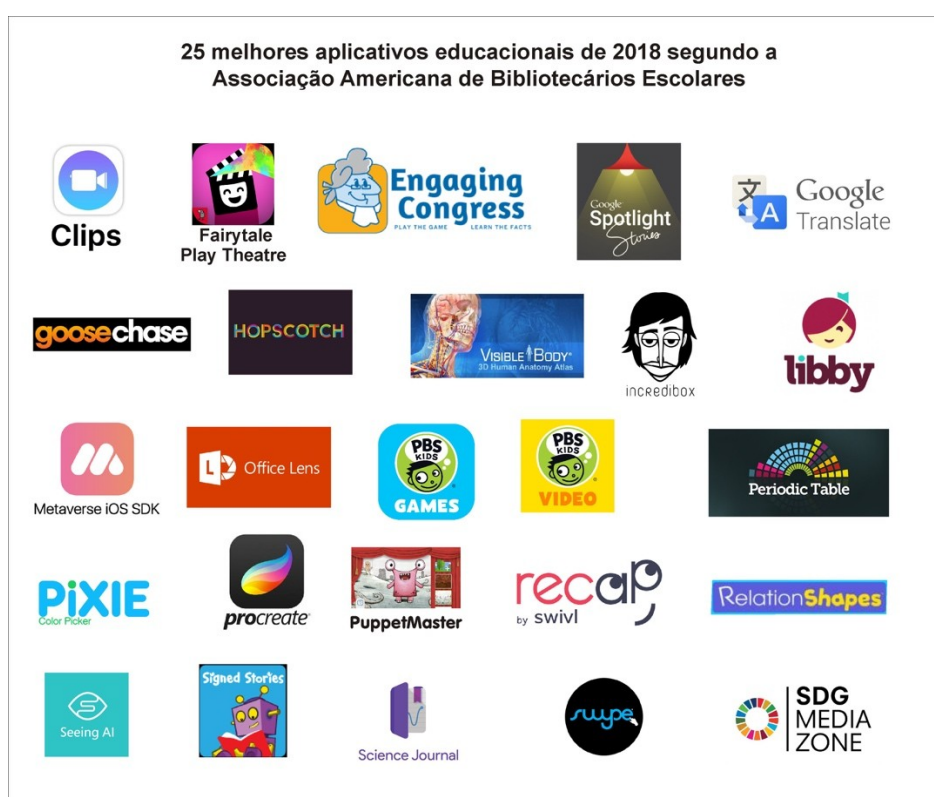 25 melhores aplicativos educacionais de 2018 segundo a
Associação Americana de Bibliotecários Escolares
Clips
Fairytale
Play Theatre
Engaging
Congress
PLAY THE GAME LEARN THE FACTS
Google
Spotlight
Stories
文
A
Google
Translate
goosechase
HOPSCOTCH
VISIBLE BODY®
3D Human Anatomy Atlas
incredibox
libby
Metaverse iOS SDK
L
Office Lens
PBS
KIDS
GAMES
PBS
KIDS
VIDEO
Periodic Table
PiXIE
Color Picker
procreate®
PuppetMaster
recap
by swivl
RelationShapes
Seeing AI
Signed Stories
Science Journal
swype
SDG
MEDIA
ZONE